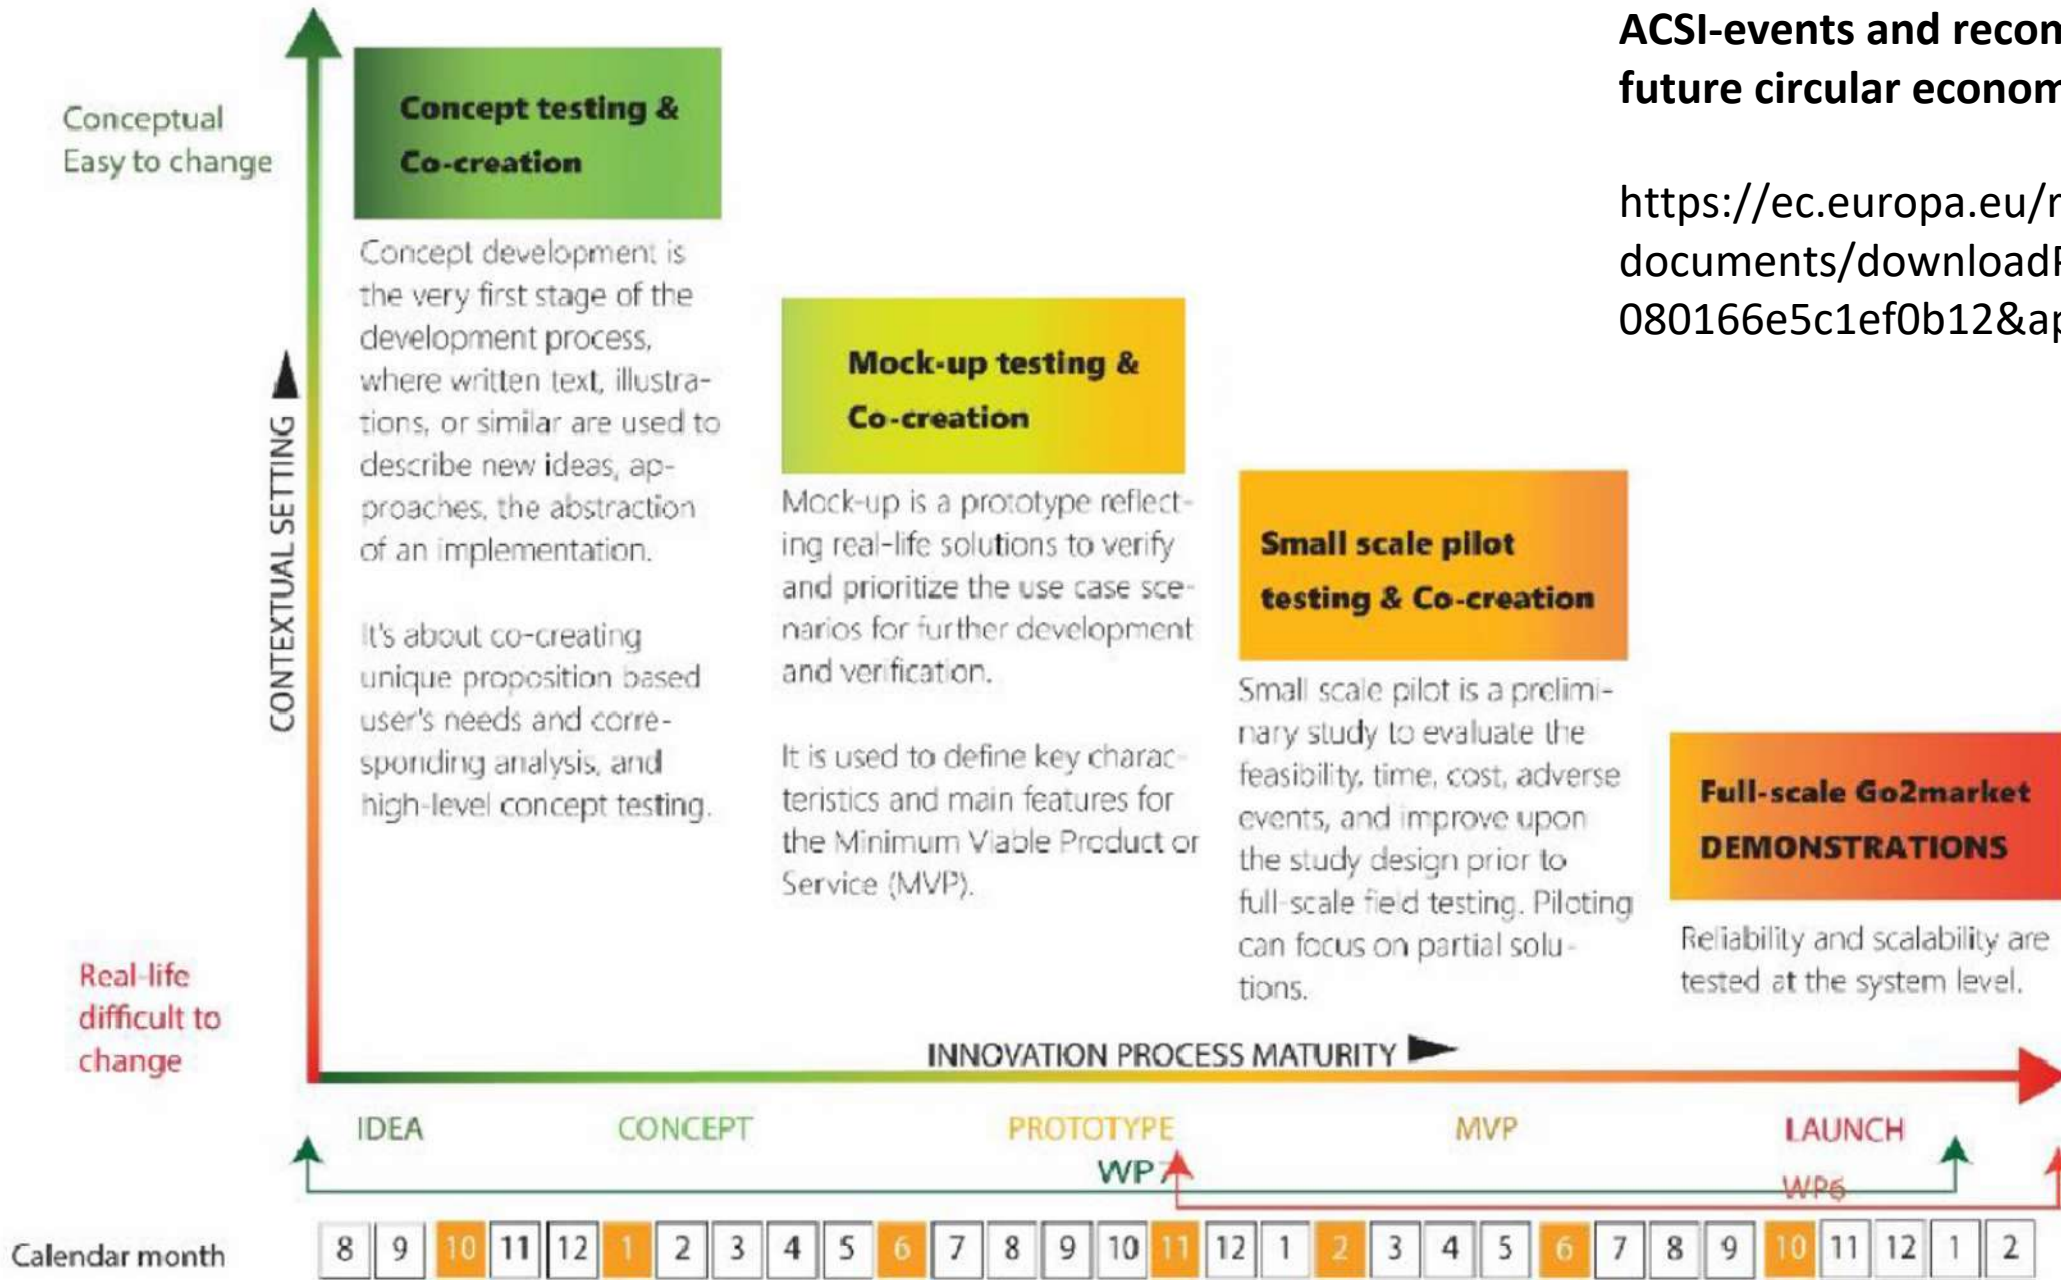 ACSI-events and recom
future circular econom
https://ec.europa.eu/r
documents/downloadP
080166e5c1ef0b12&ap
Conceptual
Easy to change
CONTEXTUAL SETTING
Real-life
difficult to
change
Concept testing &
Co-creation
Concept development is
the very first stage of the
development process,
where written text, illustra-
tions, or similar are used to
describe new ideas, ap-
proaches, the abstraction
of an implementation.
It's about co-creating
unique proposition based
user's needs and corre-
sponding analysis, and
high-level concept testing.
Mock-up testing &
Co-creation
Mock-up is a prototype reflect-
ing real-life solutions to verify
and prioritize the use case sce-
narios for further development
and verification.
It is used to define key charac-
teristics and main features for
the Minimum Viable Product or
Service (MVP).
Small scale pilot
testing & Co-creation
Small scale pilot is a prelimi-
nary study to evaluate the
feasibility, time, cost, adverse
events, and improve upon
the study design prior to
full-scale field testing. Piloting
can focus on partial solu-
tions.
Full-scale Go2market
DEMONSTRATIONS
Reliability and scalability are
tested at the system level.
INNOVATION PROCESS MATURITY
IDEA CONCEPT PROTOTYPE MVP LAUNCH
WP7
WP6
Calendar month 8 9 10 11 12 1 2 3 4 5 6 7 8 9 10 11 12 1 2 3 4 5 6 7 8 9 10 11 12 1 2